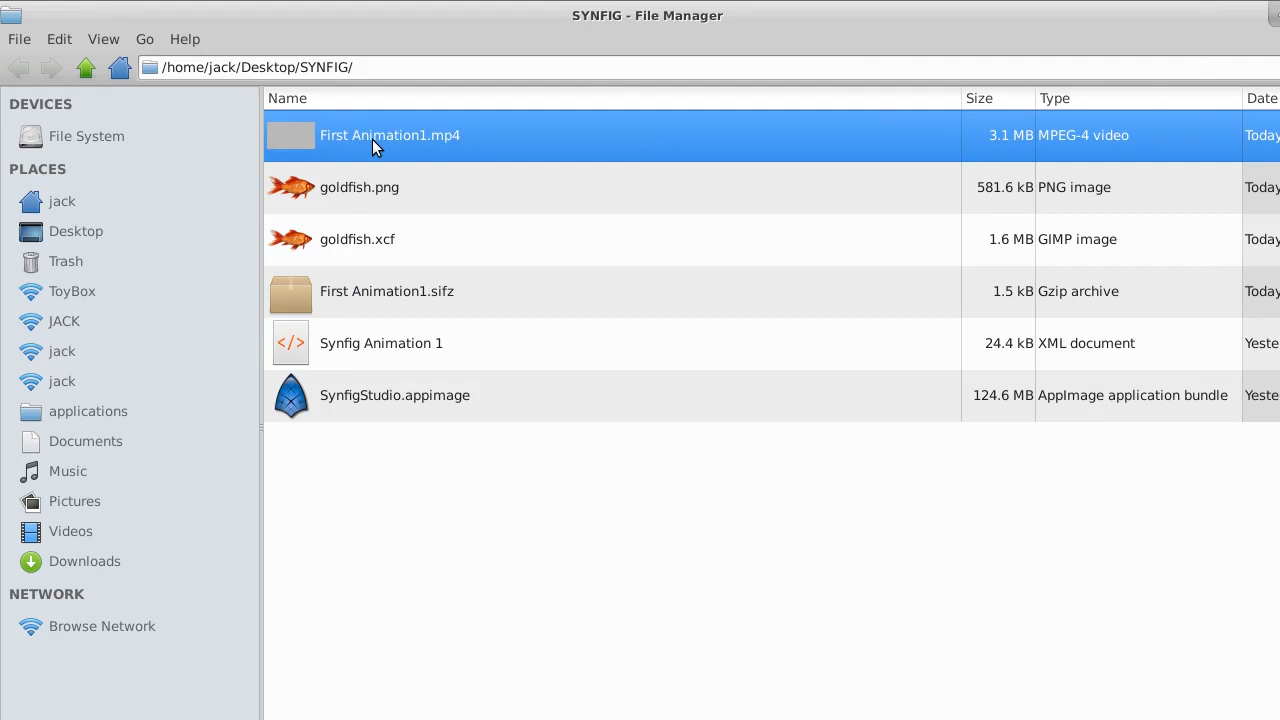 SYNFIG - File Manager
File Edit View Go Help
/home/jack/Desktop/SYNFIG/
DEVICES
File System
PLACES
jack
Desktop
Trash
ToyBox
JACK
jack
jack
applications
Documents
Music
Pictures
Videos
Downloads
NETWORK
Browse Network
Name Size Type Date
First Animation1.mp4 3.1 MB MPEG-4 video Today
goldfish.png 581.6 kB PNG image Today
goldfish.xcf 1.6 MB GIMP image Today
First Animation1.sifz 1.5 kB Gzip archive Today
Synfig Animation 1 24.4 kB XML document Yeste
SynfigStudio.appimage 124.6 MB AppImage application bundle Yeste